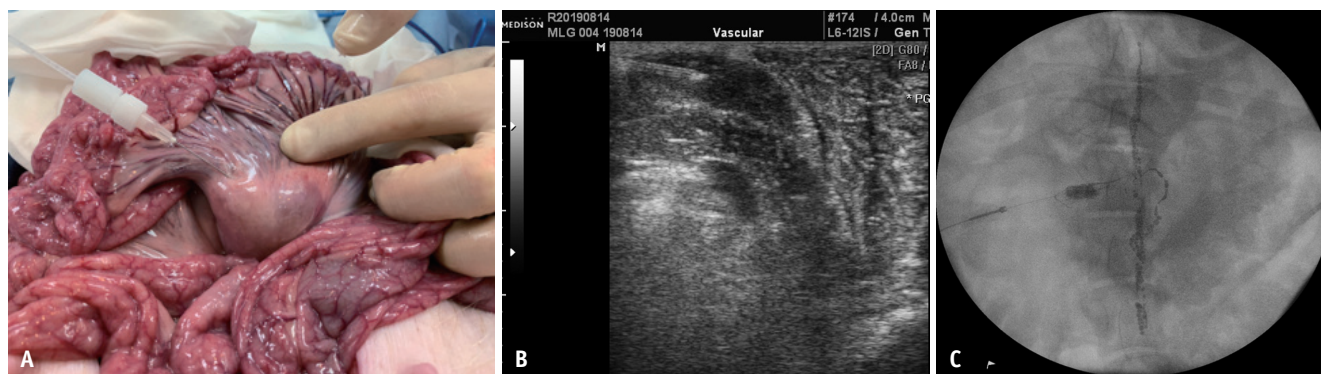 A
MEDISON
R20190814
MLG 004 190814
Vascular
#174 / 4.0cm M
L6-12IS / Gen T
[2D] G80 /
FA8 /
* PG
M
B
C